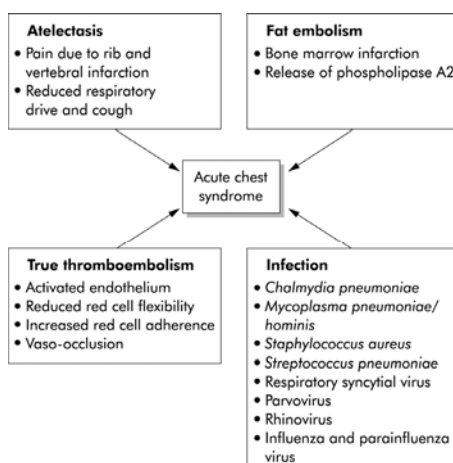 Atelectasis
• Pain due to rib and
vertebral infarction
• Reduced respiratory
drive and cough
Fat embolism
• Bone marrow infarction
• Release of phospholipase A2
Acute chest
syndrome
True thromboembolism
• Activated endothelium
• Reduced red cell flexibility
• Increased red cell adherence
• Vaso-occlusion
Infection
• Chalmydia pneumoniae
• Mycoplasma pneumoniae/
hominis
• Staphylococcus aureus
• Streptococcus pneumoniae
• Respiratory syncytial virus
• Parvovirus
• Rhinovirus
• Influenza and parainfluenza
virus